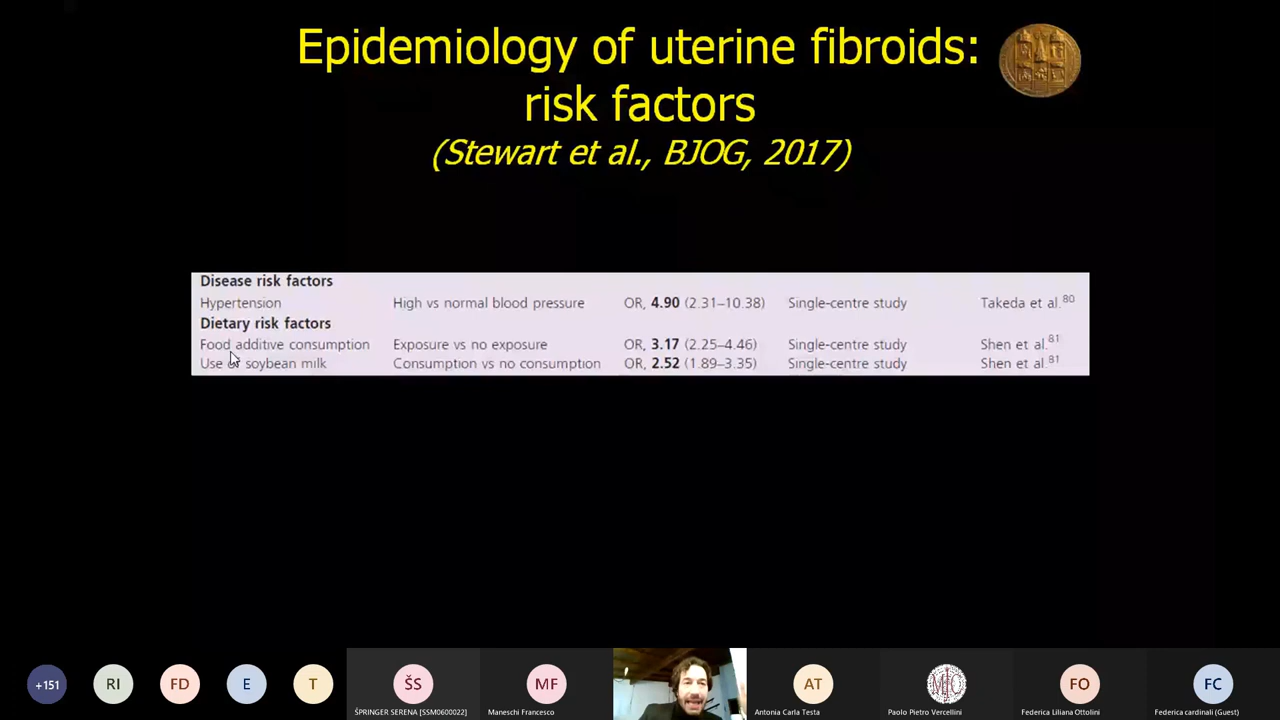 Epidemiology of uterine fibroids:
risk factors
(Stewart et al., BJOG, 2017)
Disease risk factors
Hypertension High vs normal blood pressure OR, 4.90 (2.31–10.38) Single-centre study Takeda et al.80
Dietary risk factors
Food additive consumption Exposure vs no exposure OR, 3.17 (2.25–4.46) Single-centre study Shen et al.81
Use of soybean milk Consumption vs no consumption OR, 2.52 (1.89–3.35) Single-centre study Shen et al.81
+151 RI FD E T ŠS MF AT FO FC
ŠPRINGER SERENA [SSM0600022] Maneschi Francesco Antonia Carla Testa Paolo Pietro Vercellini Federica Liliana Ottolini Federica cardinali (Guest)